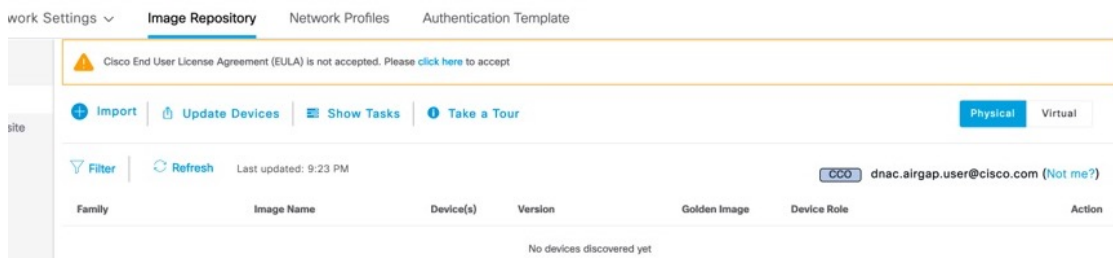 work Settings Image Repository Network Profiles Authentication Template
Cisco End User License Agreement (EULA) is not accepted. Please click here to accept
site
Import Update Devices Show Tasks Take a Tour Physical Virtual
Filter Refresh Last updated: 9:23 PM CCO dnac.airgap.user@cisco.com (Not me?)
Family Image Name Device(s) Version Golden Image Device Role Action
No devices discovered yet